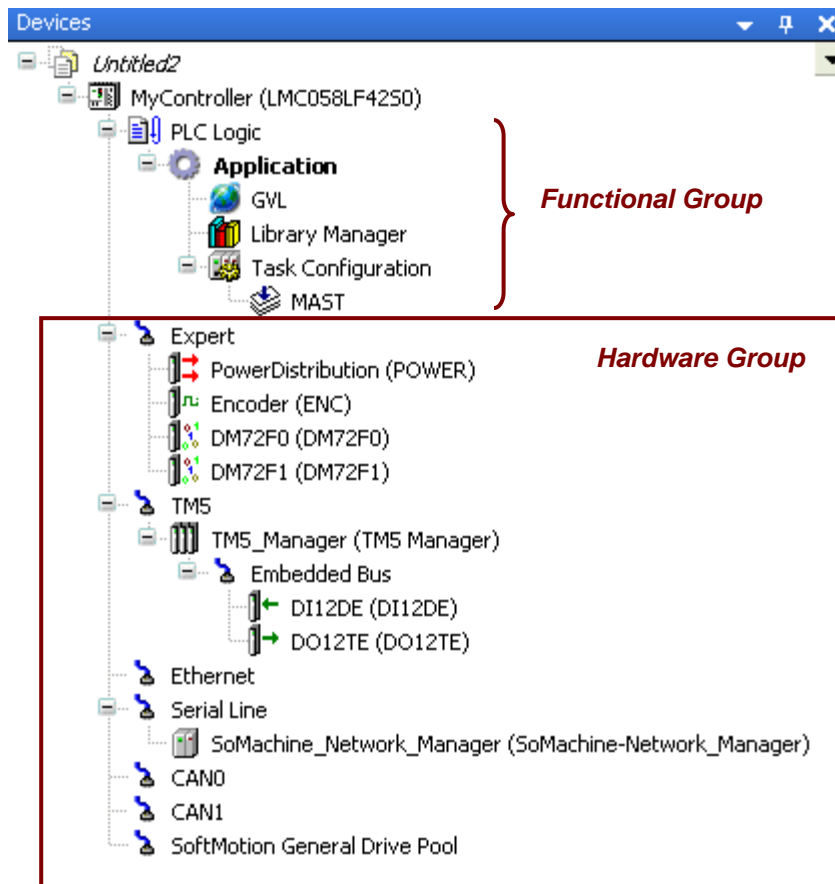 Devices
Untitled2
MyController (LMC058LF42S0)
PLC Logic
Application
GVL
Functional Group
Library Manager
Task Configuration
MAST
Expert
Hardware Group
PowerDistribution (POWER)
Encoder (ENC)
DM72F0 (DM72F0)
DM72F1 (DM72F1)
TM5
TM5_Manager (TM5 Manager)
Embedded Bus
DI12DE (DI12DE)
DO12TE (DO12TE)
Ethernet
Serial Line
SoMachine_Network_Manager (SoMachine-Network_Manager)
CAN0
CAN1
SoftMotion General Drive Pool